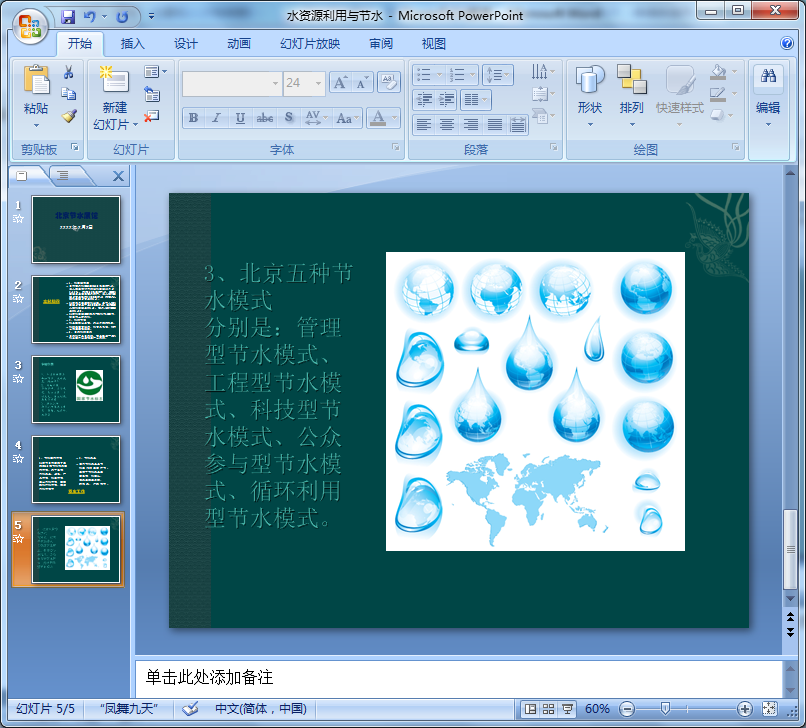 水资源利用与节水 - Microsoft PowerPoint
开始 插入 设计 动画 幻灯片放映 审阅 视图
粘贴
剪贴板
新建
幻灯片
幻灯片
24
B I U abc S AV Aa A
字体
段落
形状 排列 快速样式
绘图
编辑
1
2
3
4
5
3、北京五种节
水模式
分别是：管理
型节水模式、
工程型节水模
式、科技型节
水模式、公众
参与型节水模
式、循环利用
型节水模式。
单击此处添加备注
幻灯片 5/5 “凤舞九天” 中文(简体，中国) 60%